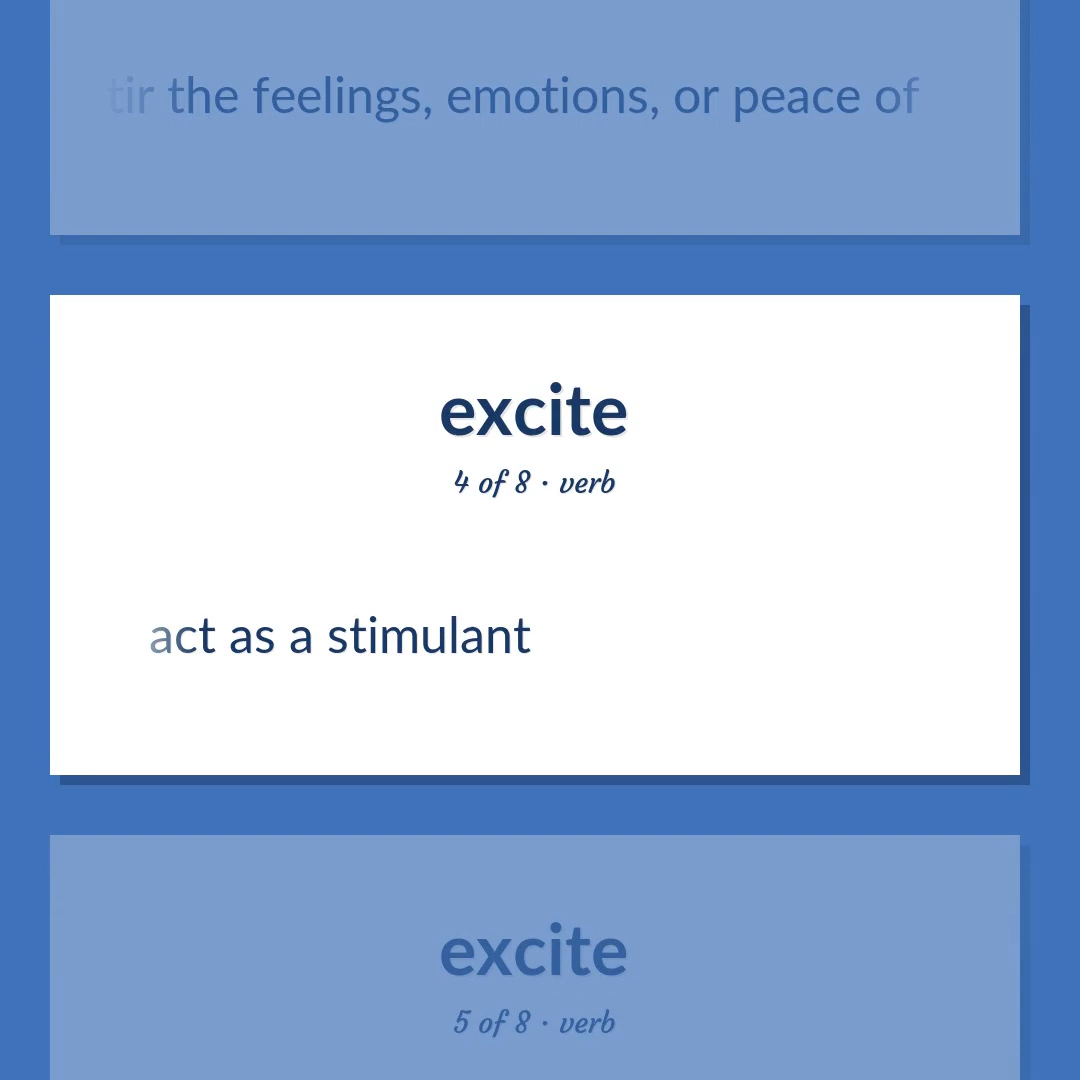 tir the feelings, emotions, or peace of
excite
4 of 8 · verb
act as a stimulant
excite
5 of 8 · verb